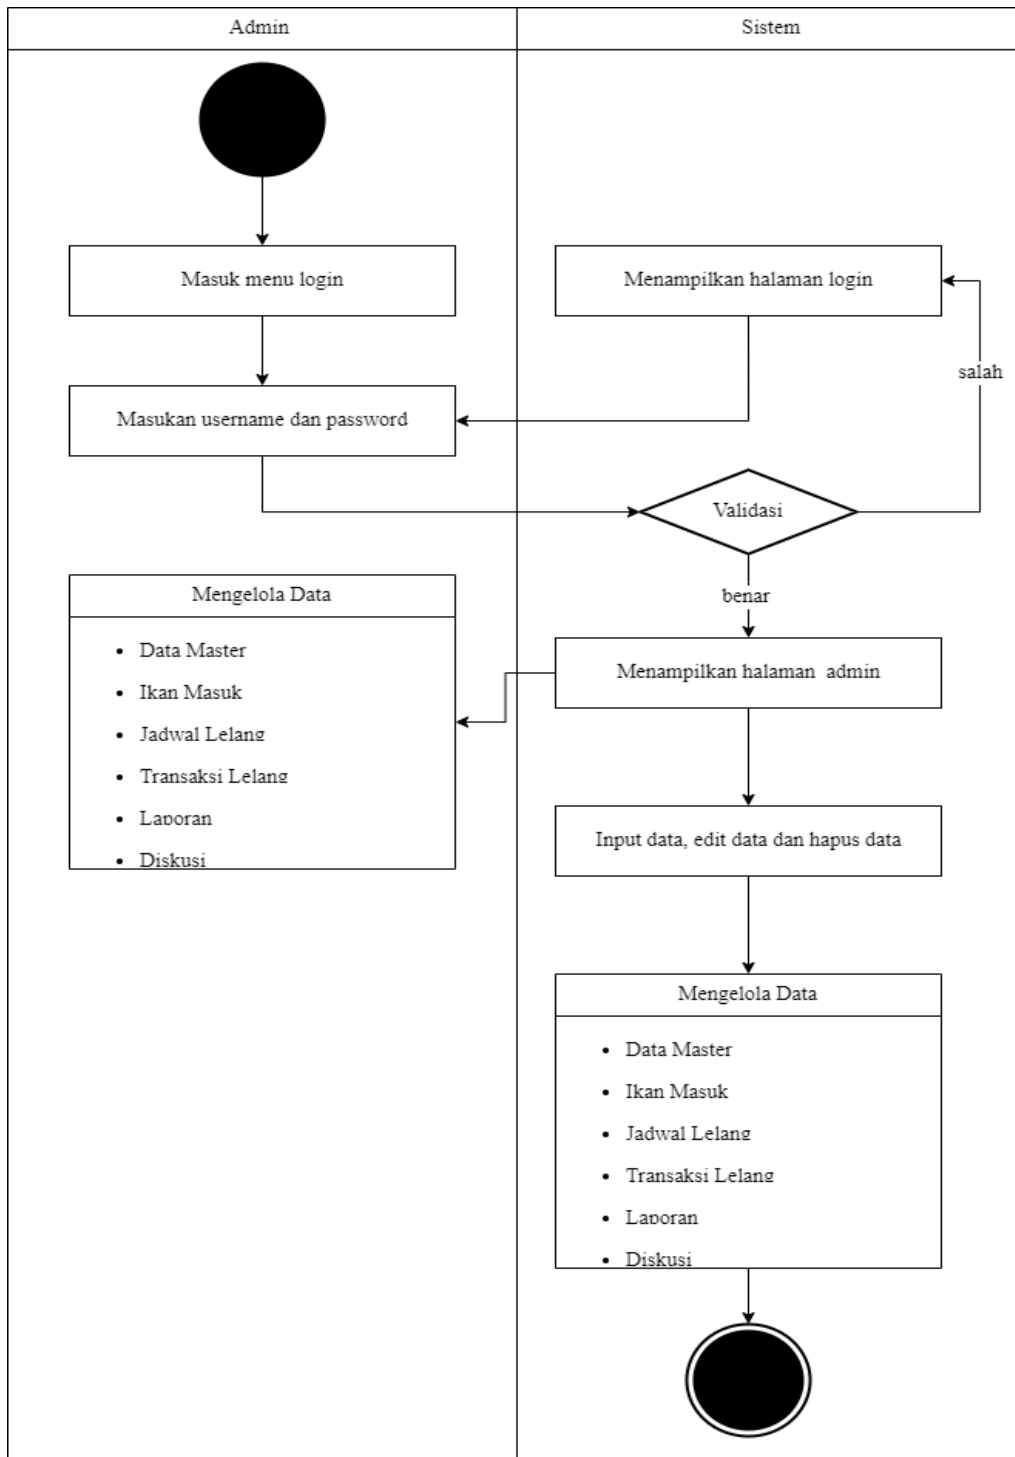 Admin
Sistem
Masuk menu login
Menampilkan halaman login
salah
Masukan username dan password
Validasi
benar
Mengelola Data
Data Master
Ikan Masuk
Jadwal Lelang
Transaksi Lelang
Laporan
Diskusi
Menampilkan halaman admin
Input data, edit data dan hapus data
Mengelola Data
Data Master
Ikan Masuk
Jadwal Lelang
Transaksi Lelang
Laporan
Diskusi